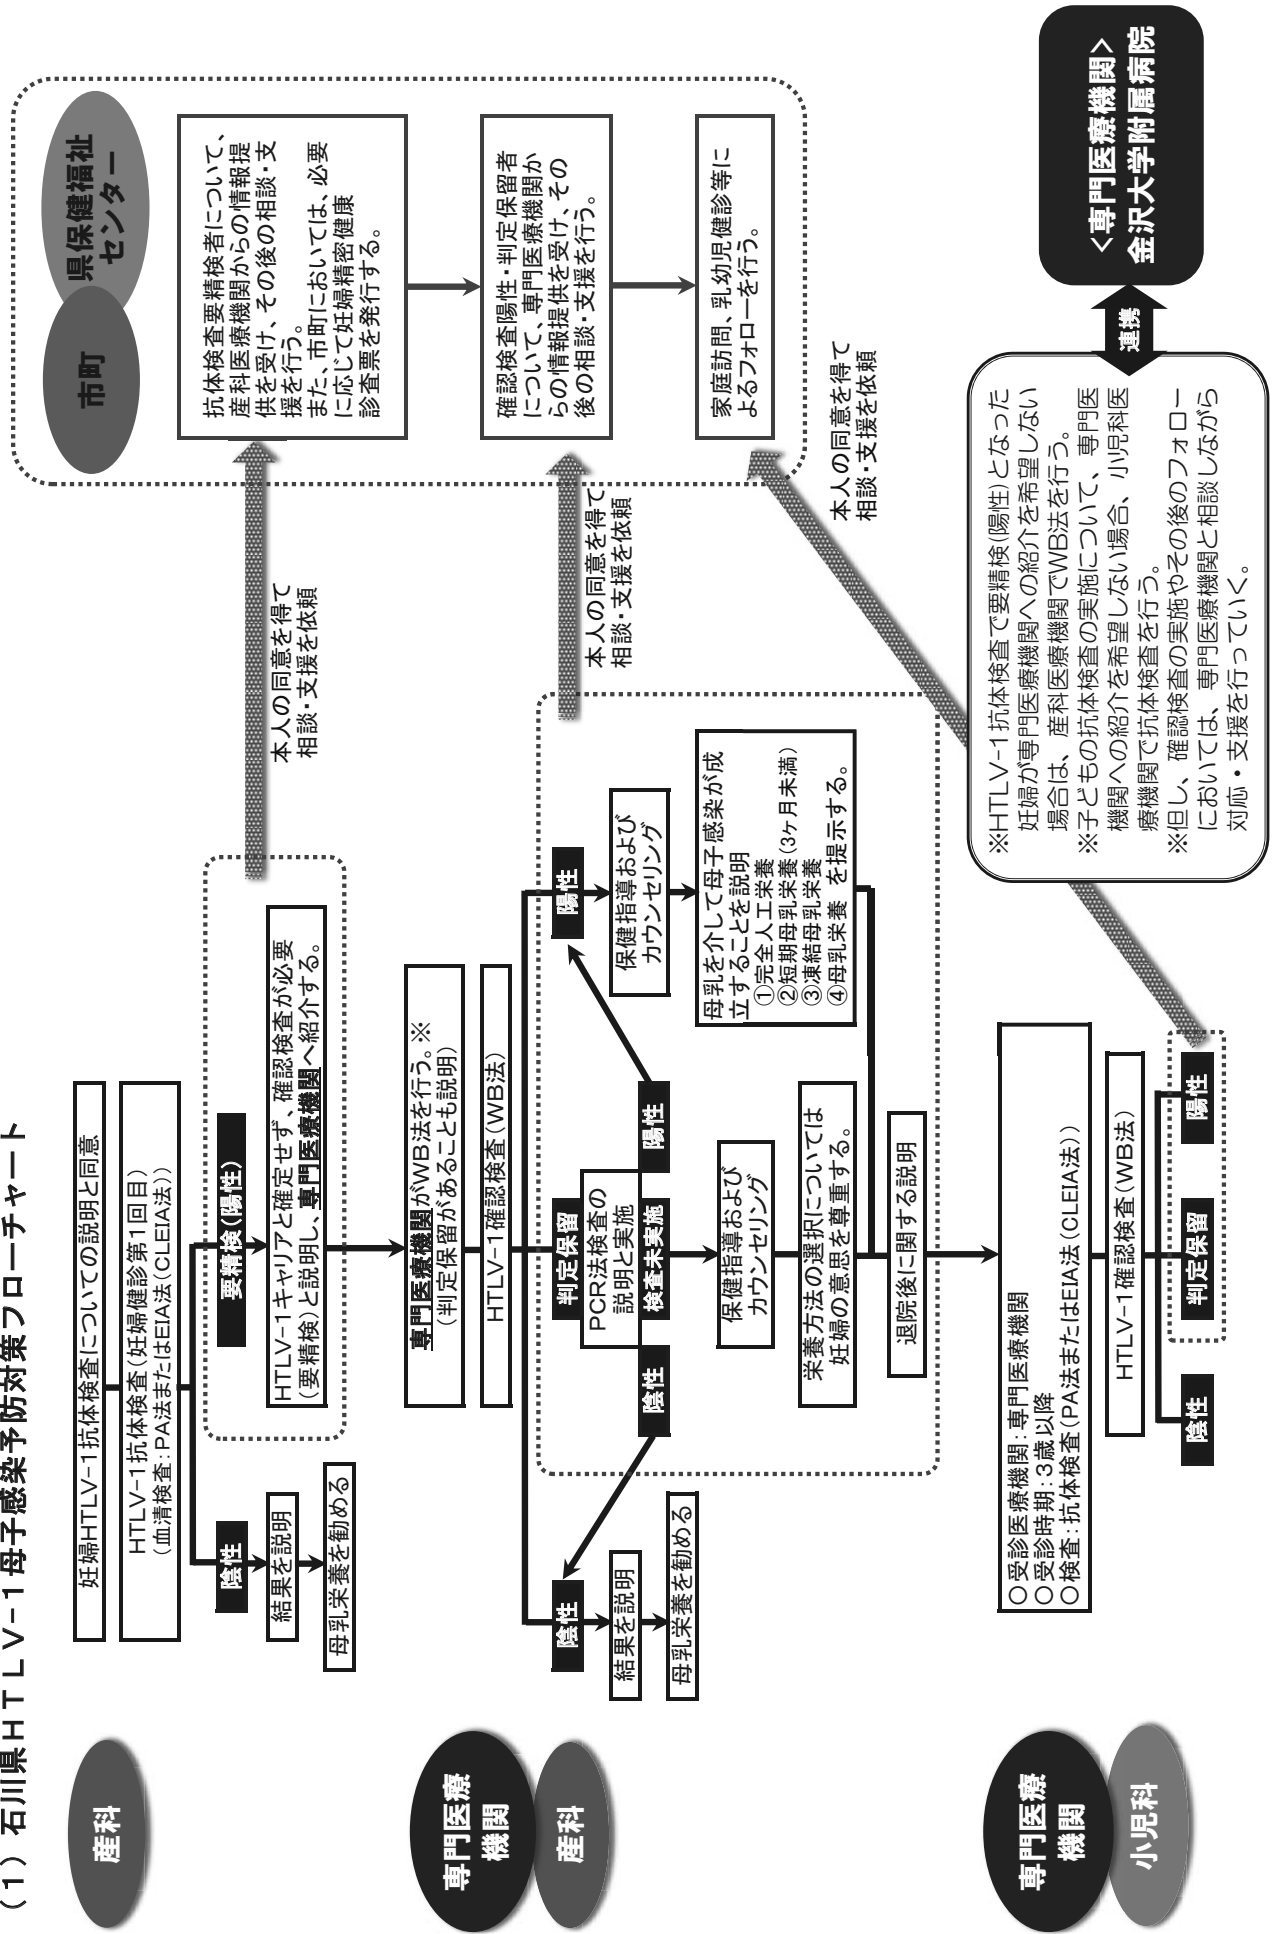 (１) 石川県ＨＴＬＶ－１母子感染予防対策フローチャート
産科
妊婦HTLV-1抗体検査についての説明と同意
HTLV-1抗体検査(妊婦健診第１回目)
(血清検査：PA法またはEIA法(CLEIA法))
陰性
結果を説明
母乳栄養を勧める
要精検(陽性)
HTLV-1キャリアと確定せず、確認検査が必要
(要精検)と説明し、専門医療機関へ紹介する。
本人の同意を得て
相談・支援を依頼
市町
県保健福祉
センター
抗体検査要精検者について、
産科医療機関からの情報提
供を受け、その後の相談・支
援を行う。
また、市町においては、必要
に応じて妊婦精密健康
診査票を発行する。
専門医療
機関
産科
専門医療機関がWB法を行う。※
(判定保留があることも説明)
HTLV-1確認検査(WB法)
陰性
結果を説明
母乳栄養を勧める
判定保留
PCR法検査の
説明と実施
陰性
検査未実施
陽性
保健指導および
カウンセリング
栄養方法の選択については
妊婦の意思を尊重する。
陽性
保健指導および
カウンセリング
母乳を介して母子感染が成
立することを説明
①完全人工栄養
②短期母乳栄養(3ヶ月未満)
③凍結母乳栄養
④母乳栄養 を提示する。
退院後に関する説明
本人の同意を得て
相談・支援を依頼
確認検査陽性・判定保留者
について、専門医療機関か
らの情報提供を受け、その
後の相談・支援を行う。
専門医療
機関
小児科
○受診医療機関：専門医療機関
○受診時期：3歳以降
○検査：抗体検査(PA法またはEIA法(CLEIA法))
HTLV-1確認検査(WB法)
陰性
判定保留
陽性
本人の同意を得て
相談・支援を依頼
家庭訪問、乳幼児健診等に
よるフォローを行う。
※HTLV-1抗体検査で要精検(陽性)となった
妊婦が専門医療機関への紹介を希望しない
場合は、産科医療機関でWB法を行う。
※子どもの抗体検査の実施について、専門医
機関への紹介を希望しない場合、小児科医
療機関で抗体検査を行う。
※但し、確認検査の実施やその後のフォロー
においては、専門医療機関と相談しながら
対応・支援を行っていく。
連携
＜専門医療機関＞
金沢大学附属病院